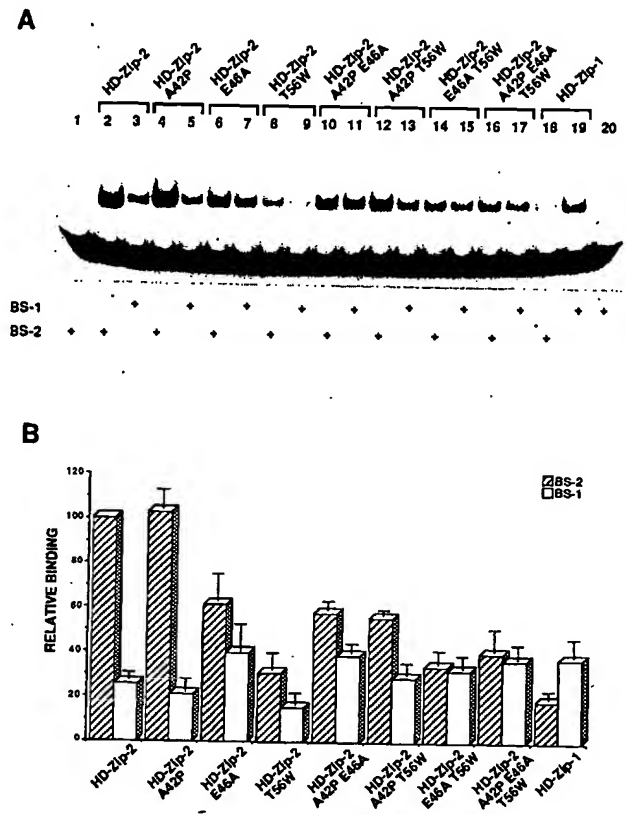 A
HD-Zip-2
HD-Zip-2 A42P
HD-Zip-2 E46A
HD-Zip-2 T56W
HD-Zip-2 A42P E46A
HD-Zip-2 A42P T56W
HD-Zip-2 E46A T56W
HD-Zip-2 A42P E46A T56W
HD-Zip-1
1 2 3 4 5 6 7 8 9 10 11 12 13 14 15 16 17 18 19 20
BS-1 + + + + + + + + + +
BS-2 + + + + + + + + + +
B
120
100
80
60
40
20
0
RELATIVE BINDING
BS-2
BS-1
HD-Zip-2
HD-Zip-2 A42P
HD-Zip-2 E46A
HD-Zip-2 T56W
HD-Zip-2 A42P E46A
HD-Zip-2 A42P T56W
HD-Zip-2 E46A T56W
HD-Zip-2 A42P E46A T56W
HD-Zip-1